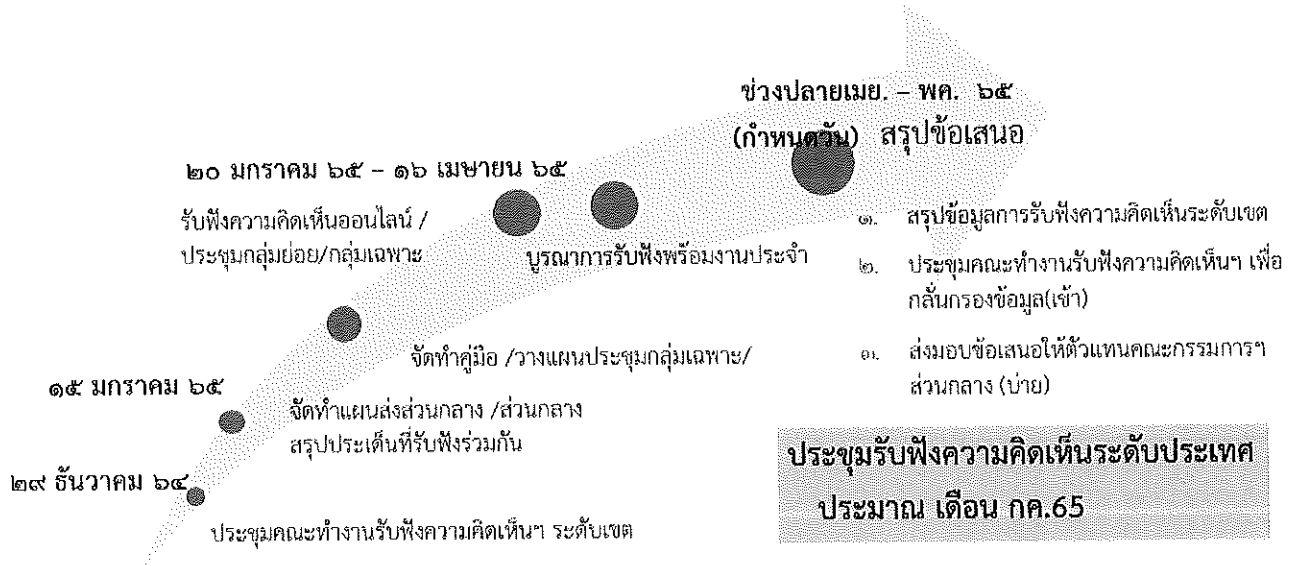 ช่วงปลายเมย. – พค. ๖๕
(กำหนดวัน) สรุปข้อเสนอ
๒๐ มกราคม ๖๕ – ๑๖ เมษายน ๖๕
รับฟังความคิดเห็นออนไลน์ /
ประชุมกลุ่มย่อย/กลุ่มเฉพาะ
บูรณาการรับฟังพร้อมงานประจำ
๑. สรุปข้อมูลการรับฟังความคิดเห็นระดับเขต
๒. ประชุมคณะทำงานรับฟังความคิดเห็นฯ เพื่อ
กลั่นกรองข้อมูล(เช้า)
๓. ส่งมอบข้อเสนอให้ตัวแทนคณะกรรมการฯ
ส่วนกลาง (บ่าย)
จัดทำคู่มือ /วางแผนประชุมกลุ่มเฉพาะ/
๑๕ มกราคม ๖๕
จัดทำแผนส่งส่วนกลาง /ส่วนกลาง
สรุปประเด็นที่รับฟังร่วมกัน
๒๙ ธันวาคม ๖๔
ประชุมคณะทำงานรับฟังความคิดเห็นฯ ระดับเขต
ประชุมรับฟังความคิดเห็นระดับประเทศ
ประมาณ เดือน กค.65